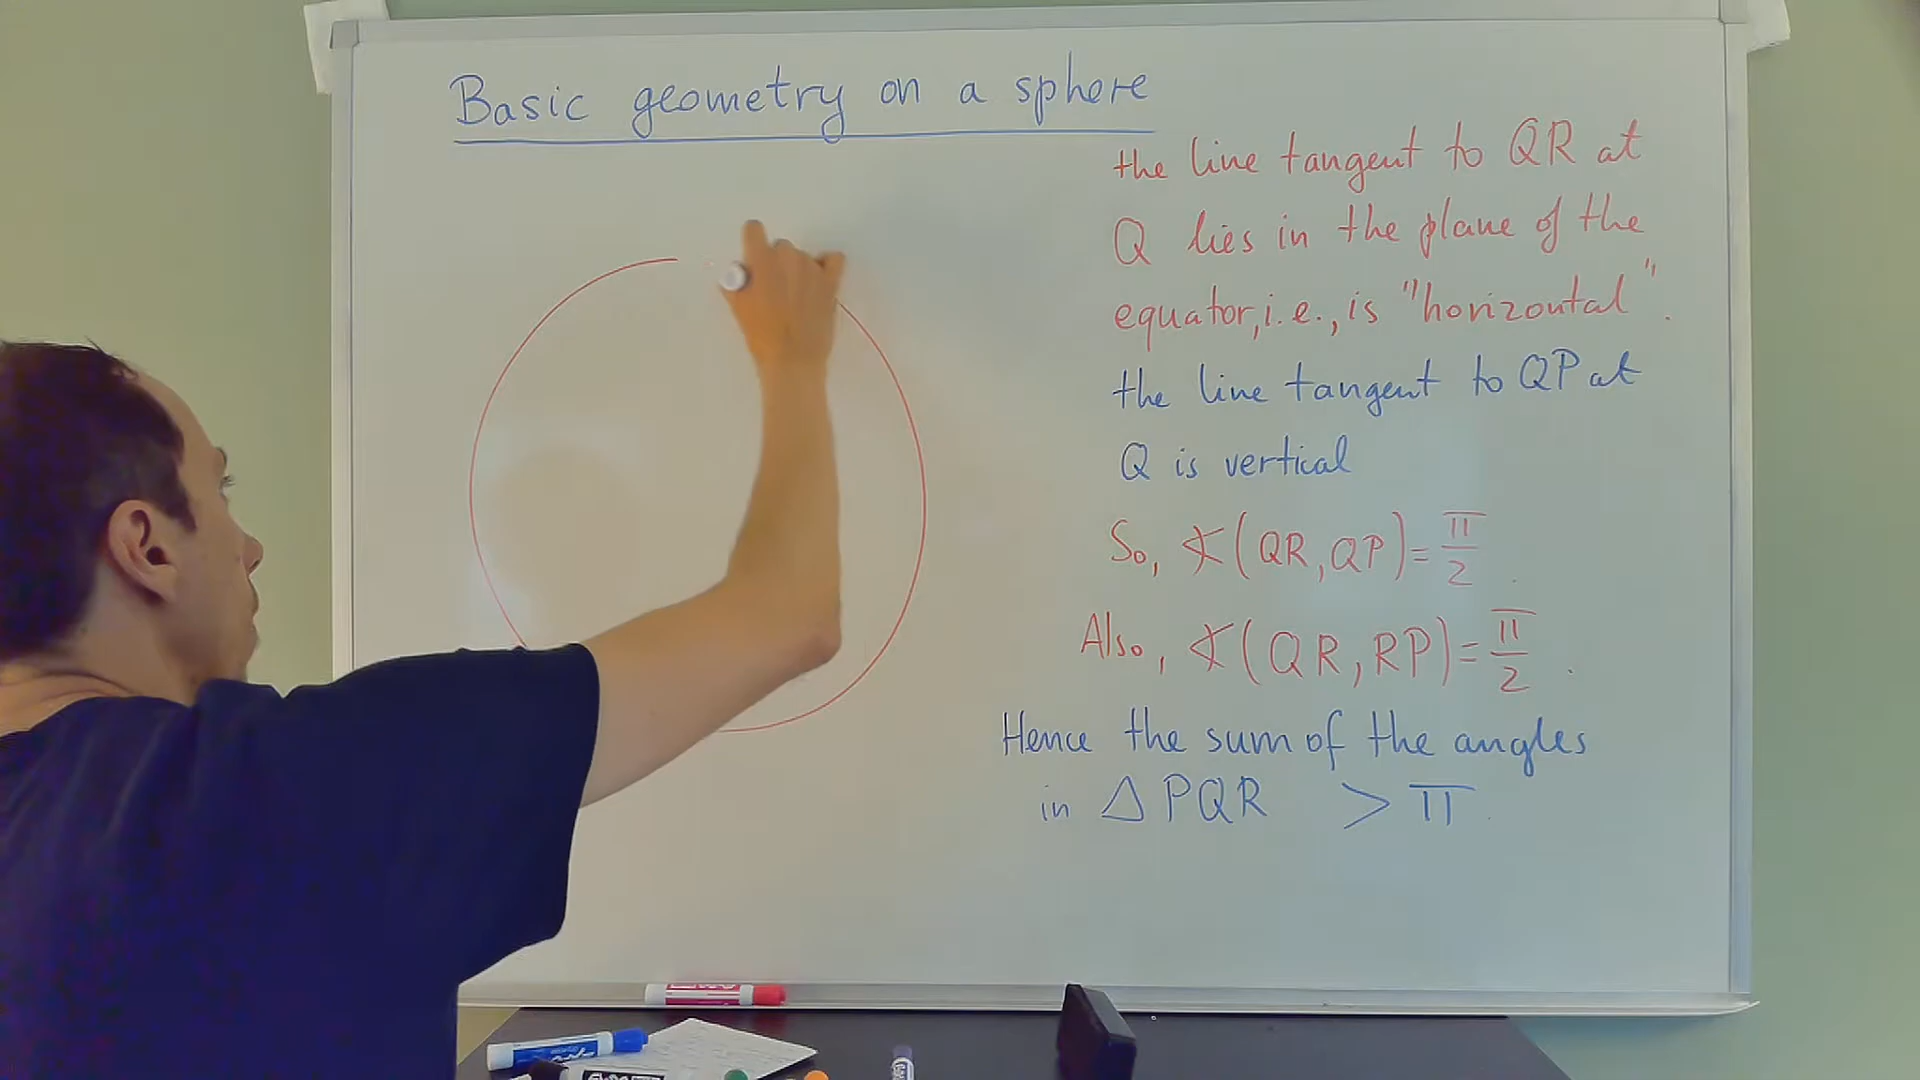 Basic geometry on a sphere
the line tangent to QR at
Q lies in the plane of the
equator, i.e., is "horizontal".
the line tangent to QP at
Q is vertical
So, ∢(QR, QP) = π/2.
Also, ∢(QR, RP) = π/2.
Hence the sum of the angles
in Δ PQR > π.